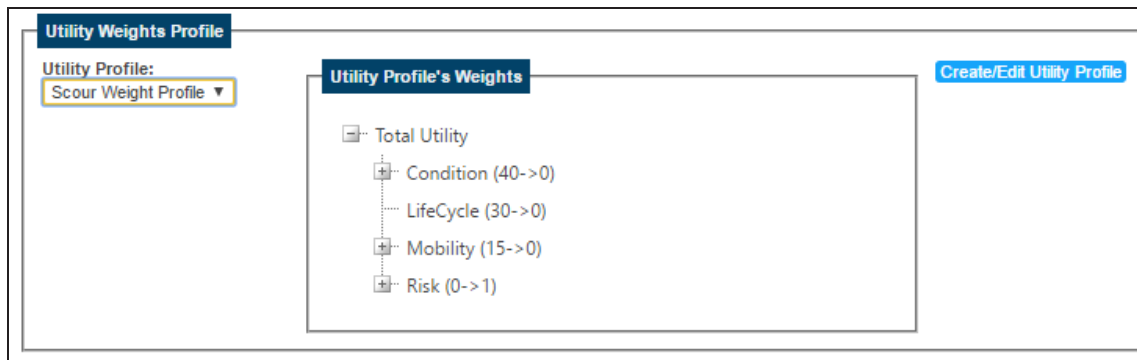 Utility Weights Profile
Utility Profile:
Scour Weight Profile ▼
Utility Profile's Weights
Create/Edit Utility Profile
Total Utility
Condition (40->0)
LifeCycle (30->0)
Mobility (15->0)
Risk (0->1)